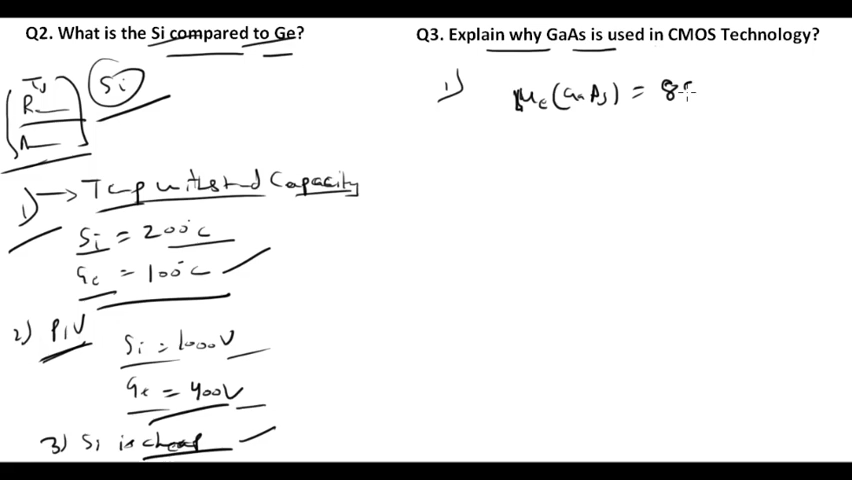 Q2. What is the Si compared to Ge?
Si
1) → Temp withstand Capacity
Si = 200°C
Ge = 100°C
2) PIV
Si = 1000V
Ge = 400V
3) Si is cheap
Q3. Explain why GaAs is used in CMOS Technology?
1) μe (GaAs) = 8